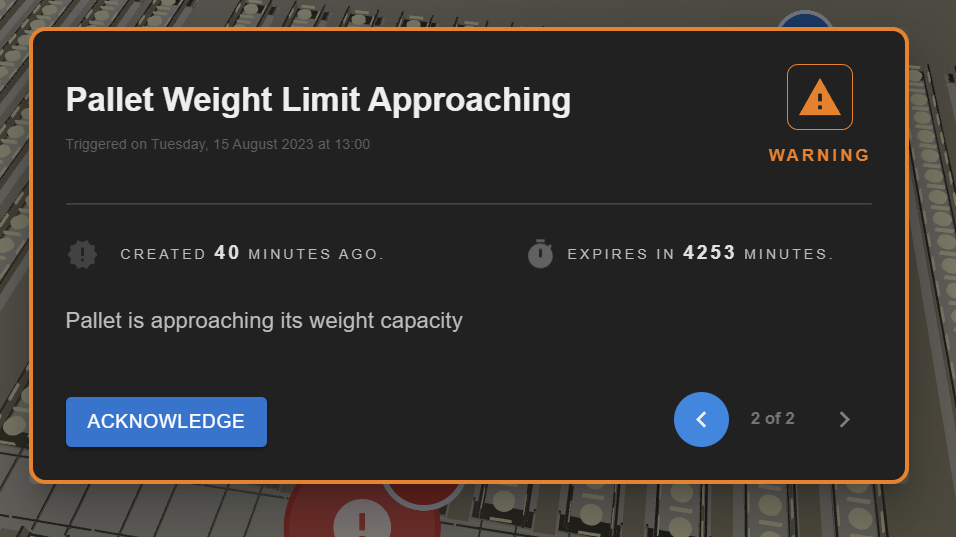 Pallet Weight Limit Approaching
Triggered on Tuesday, 15 August 2023 at 13:00
WARNING
CREATED 40 MINUTES AGO.
EXPIRES IN 4253 MINUTES.
Pallet is approaching its weight capacity
ACKNOWLEDGE
2 of 2